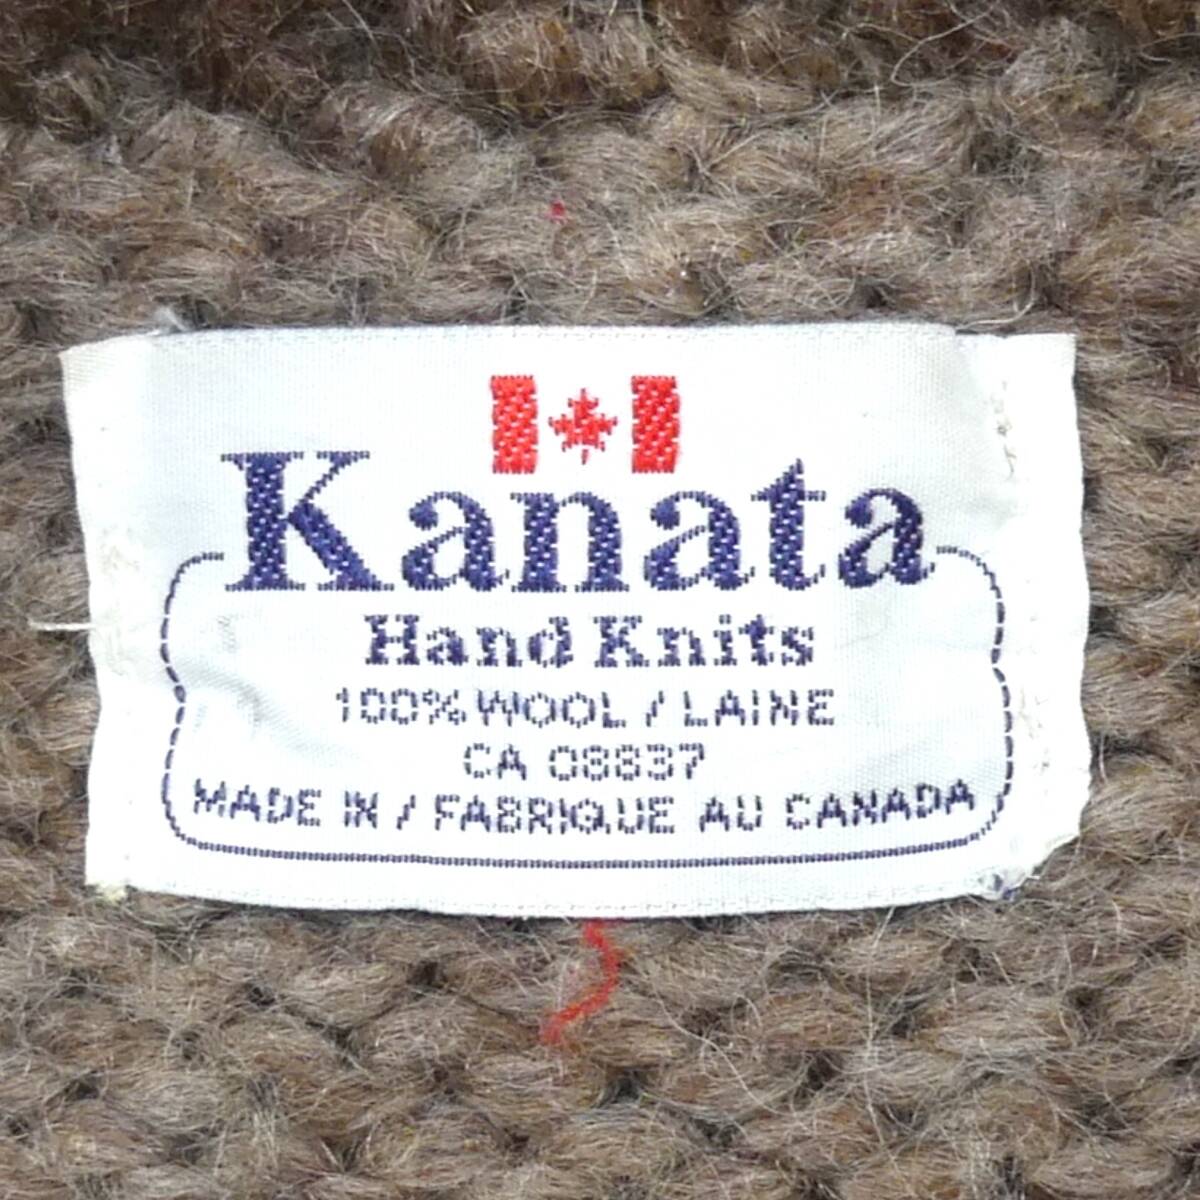 Kanata
Hand Knits
100% WOOL / LAINE
CA 08837
MADE IN / FABRIQUE AU CANADA